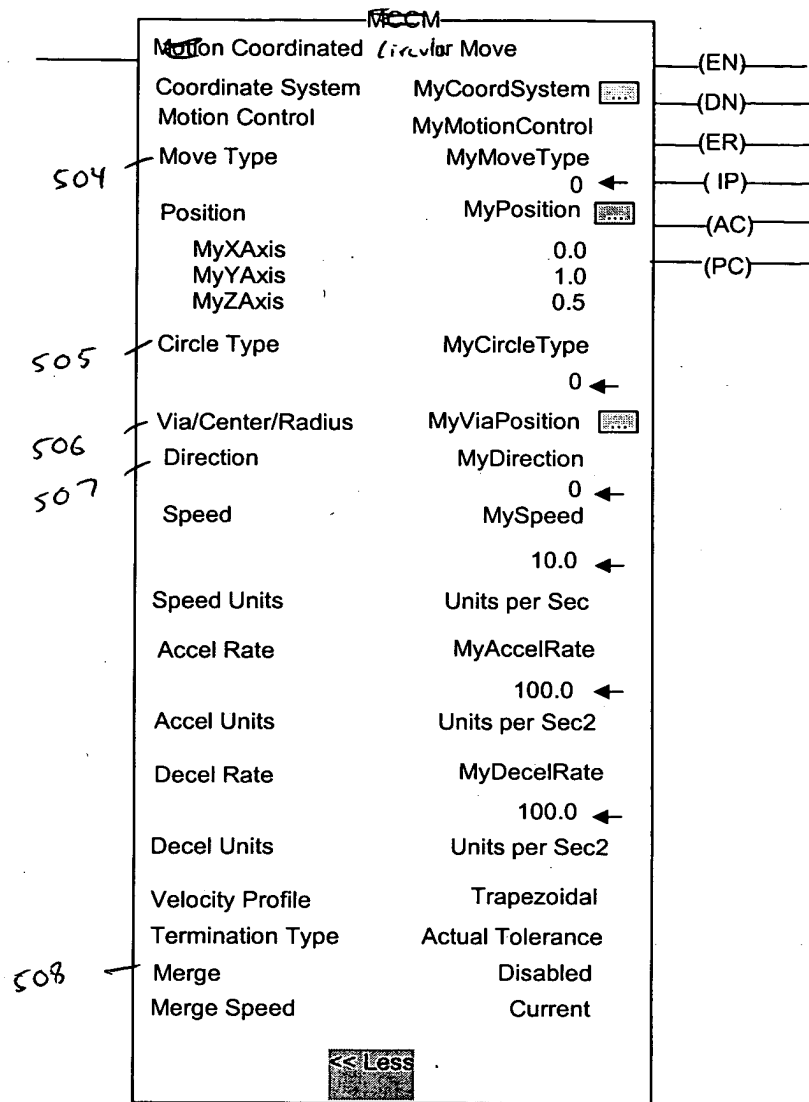 MCCM
Motion Coordinated Circular Move
(EN)
Coordinate System MyCoordSystem ...
(DN)
Motion Control MyMotionControl
(ER)
504 Move Type MyMoveType
0 (IP)
Position MyPosition ...
(AC)
MyXAxis 0.0
(PC)
MyYAxis 1.0
MyZAxis 0.5
505 Circle Type MyCircleType
0
506 Via/Center/Radius MyViaPosition ...
507 Direction MyDirection
0
Speed MySpeed
10.0
Speed Units Units per Sec
Accel Rate MyAccelRate
100.0
Accel Units Units per Sec2
Decel Rate MyDecelRate
100.0
Decel Units Units per Sec2
Velocity Profile Trapezoidal
Termination Type Actual Tolerance
508 Merge Disabled
Merge Speed Current
<< Less